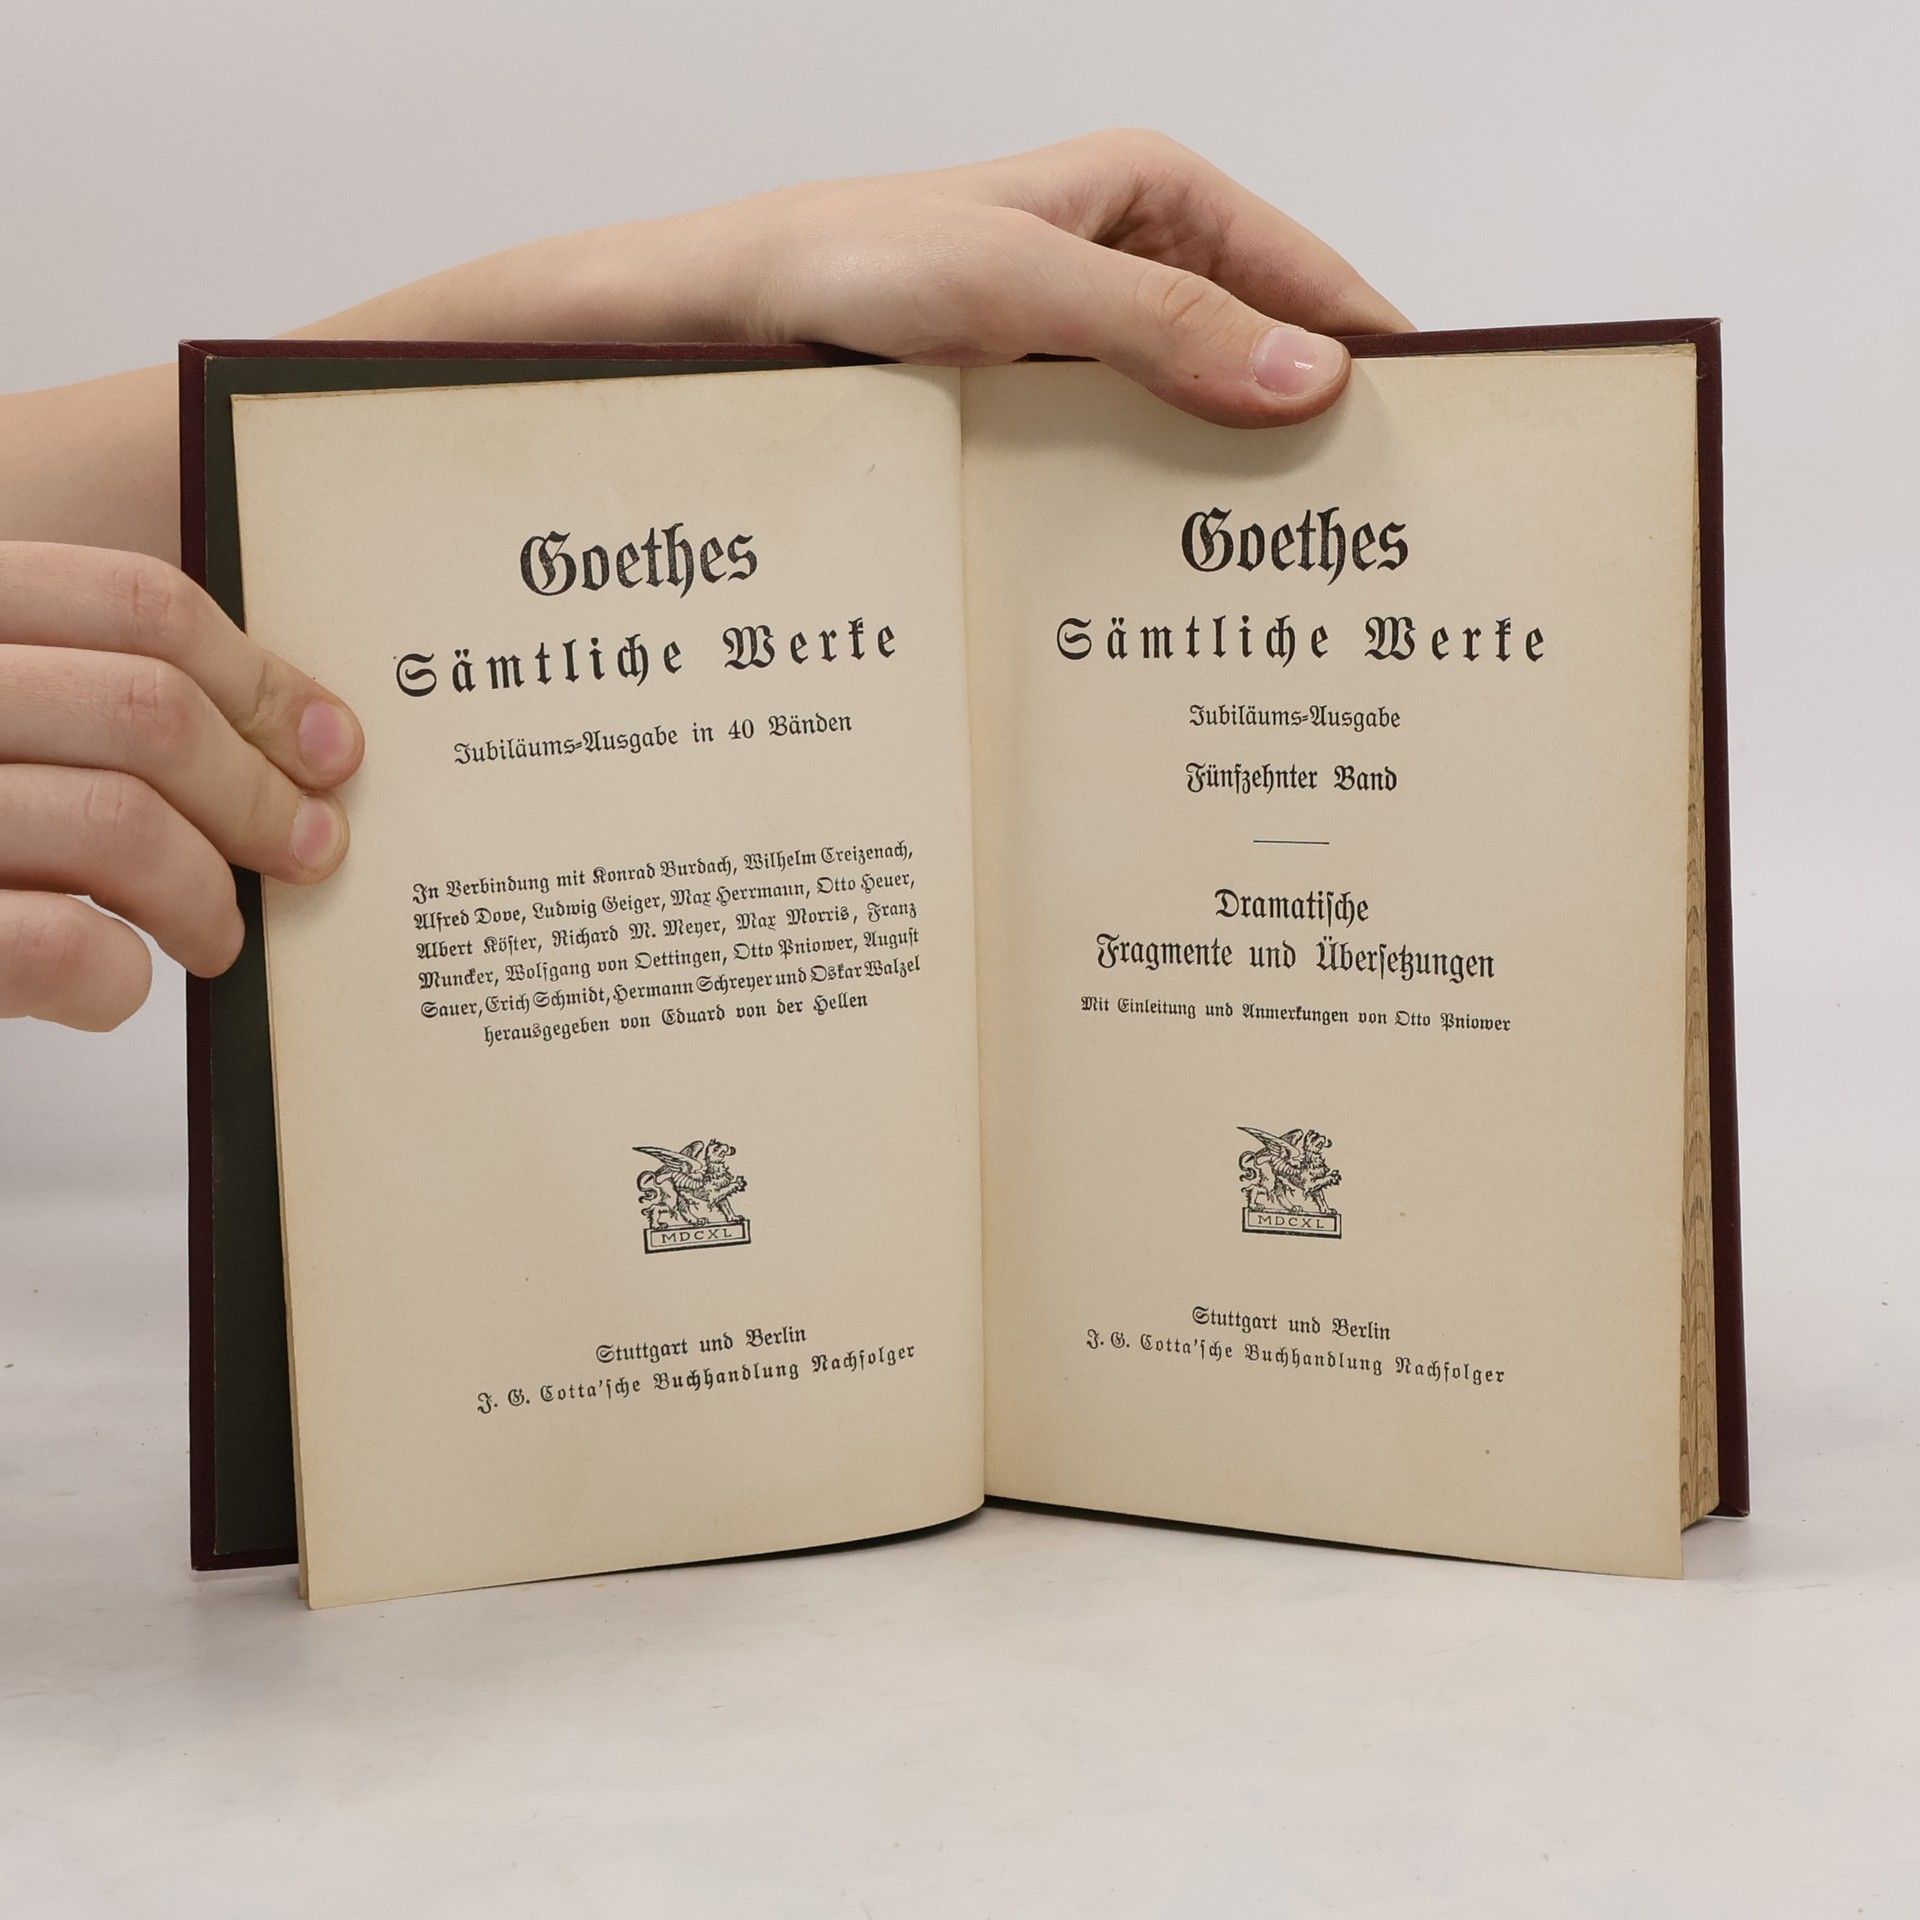 Goethes
Sämtliche Werke
Jubiläums-Ausgabe in 40 Bänden
In Verbindung mit Konrad Burdach, Wilhelm Creizenach,
Alfred Dove, Ludwig Geiger, Max Herrmann, Otto Heuer,
Albert Köster, Richard M. Meyer, Max Morris, Franz
Muncker, Wolfgang von Oettingen, Otto Pniower, August
Sauer, Erich Schmidt, Hermann Schreyer und Oskar Walzel
herausgegeben von Eduard von der Hellen
MDCXL
Stuttgart und Berlin
J. G. Cotta'sche Buchhandlung Nachfolger
Goethes
Sämtliche Werke
Jubiläums-Ausgabe
Fünfzehnter Band
Dramatische
Fragmente und Übersetzungen
Mit Einleitung und Anmerkungen von Otto Pniower
MDCXL
Stuttgart und Berlin
J. G. Cotta'sche Buchhandlung Nachfolger